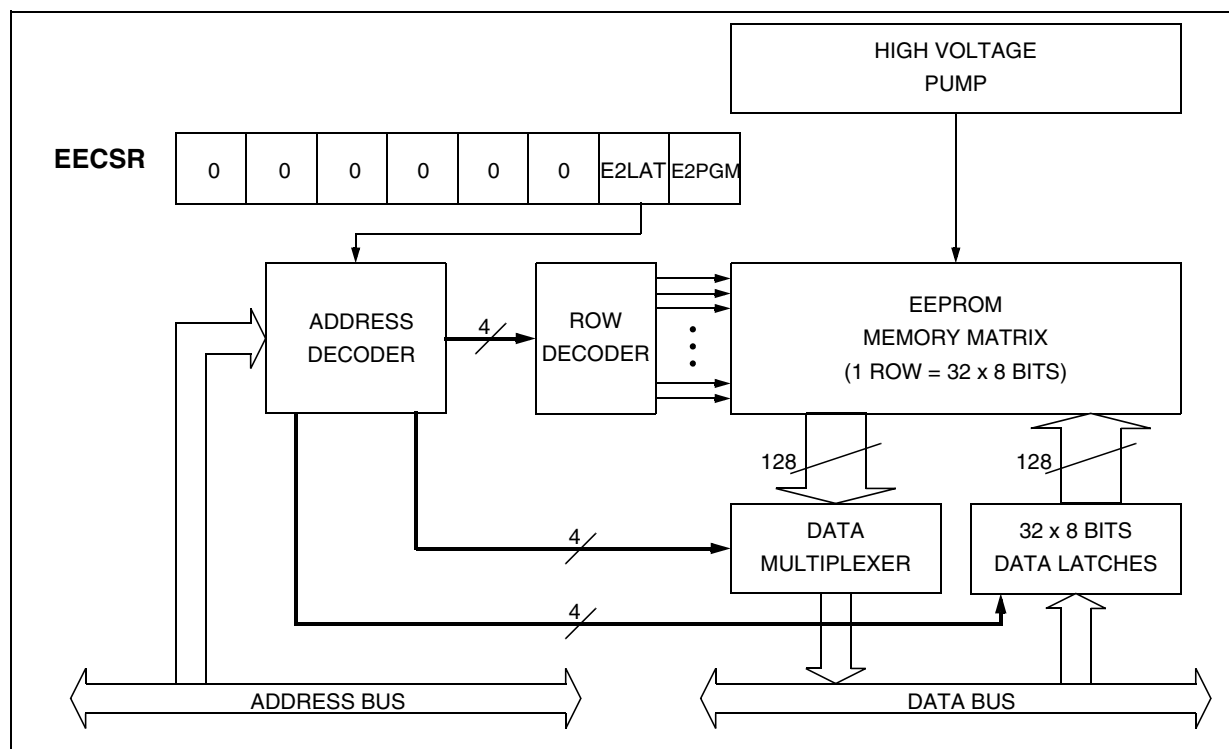 HIGH VOLTAGE
PUMP
EECSR
0 0 0 0 0 0 E2LAT E2PGM
ADDRESS
DECODER
4
ROW
DECODER
EEPROM
MEMORY MATRIX
(1 ROW = 32 x 8 BITS)
128
128
4
DATA
MULTIPLEXER
32 x 8 BITS
DATA LATCHES
4
ADDRESS BUS
DATA BUS